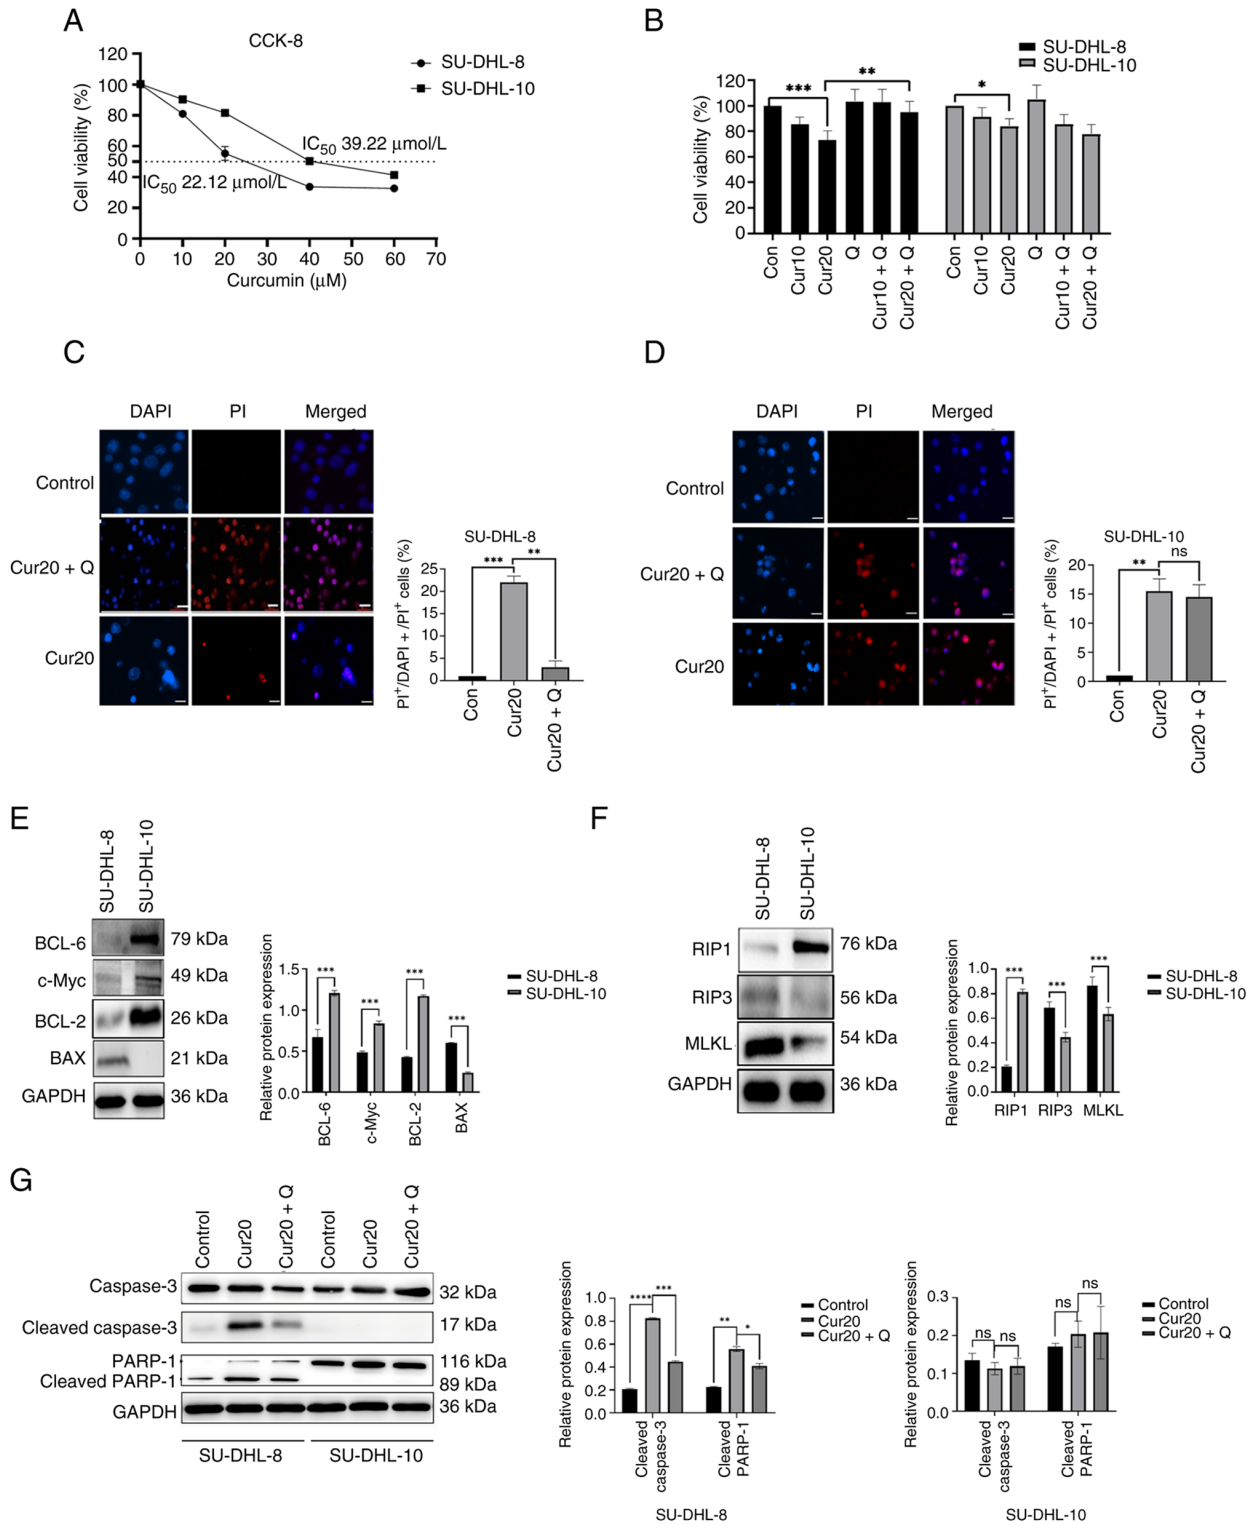 A
CCK-8
SU-DHL-8
SU-DHL-10
Cell viability (%)
120
100
80
60
50
40
20
0
IC50 39.22 µmol/L
IC50 22.12 µmol/L
0 10 20 30 40 50 60 70
Curcumin (µM)
B
SU-DHL-8
SU-DHL-10
Cell viability (%)
120
100
80
60
40
20
0
*** ** *
Con Cur10 Cur20 Q Cur10 + Q Cur20 + Q Con Cur10 Cur20 Q Cur10 + Q Cur20 + Q
C
DAPI PI Merged
Control
Cur20 + Q
Cur20
SU-DHL-8
PI+/DAPI + /PI+ cells (%)
25
20
15
10
5
0
*** **
Con Cur20 Cur20 + Q
D
DAPI PI Merged
Control
Cur20 + Q
Cur20
SU-DHL-10
PI+/DAPI + /PI+ cells (%)
20
15
10
5
0
** ns
Con Cur20 Cur20 + Q
E
SU-DHL-8 SU-DHL-10
BCL-6 79 kDa
c-Myc 49 kDa
BCL-2 26 kDa
BAX 21 kDa
GAPDH 36 kDa
Relative protein expression
1.5
1.0
0.5
0.0
*** *** *** ***
BCL-6 c-Myc BCL-2 BAX
SU-DHL-8
SU-DHL-10
F
SU-DHL-8 SU-DHL-10
RIP1 76 kDa
RIP3 56 kDa
MLKL 54 kDa
GAPDH 36 kDa
Relative protein expression
1.0
0.8
0.6
0.4
0.2
0.0
*** *** ***
RIP1 RIP3 MLKL
SU-DHL-8
SU-DHL-10
G
Control Cur20 Cur20 + Q Control Cur20 Cur20 + Q
Caspase-3 32 kDa
Cleaved caspase-3 17 kDa
PARP-1 116 kDa
Cleaved PARP-1 89 kDa
GAPDH 36 kDa
SU-DHL-8 SU-DHL-10
Relative protein expression
1.0
0.8
0.6
0.4
0.2
0.0
**** *** ** *
Control
Cur20
Cur20 + Q
Cleaved caspase-3
Cleaved PARP-1
SU-DHL-8
Relative protein expression
0.3
0.2
0.1
0.0
ns ns ns ns
Control
Cur20
Cur20 + Q
Cleaved caspase-3
Cleaved PARP-1
SU-DHL-10